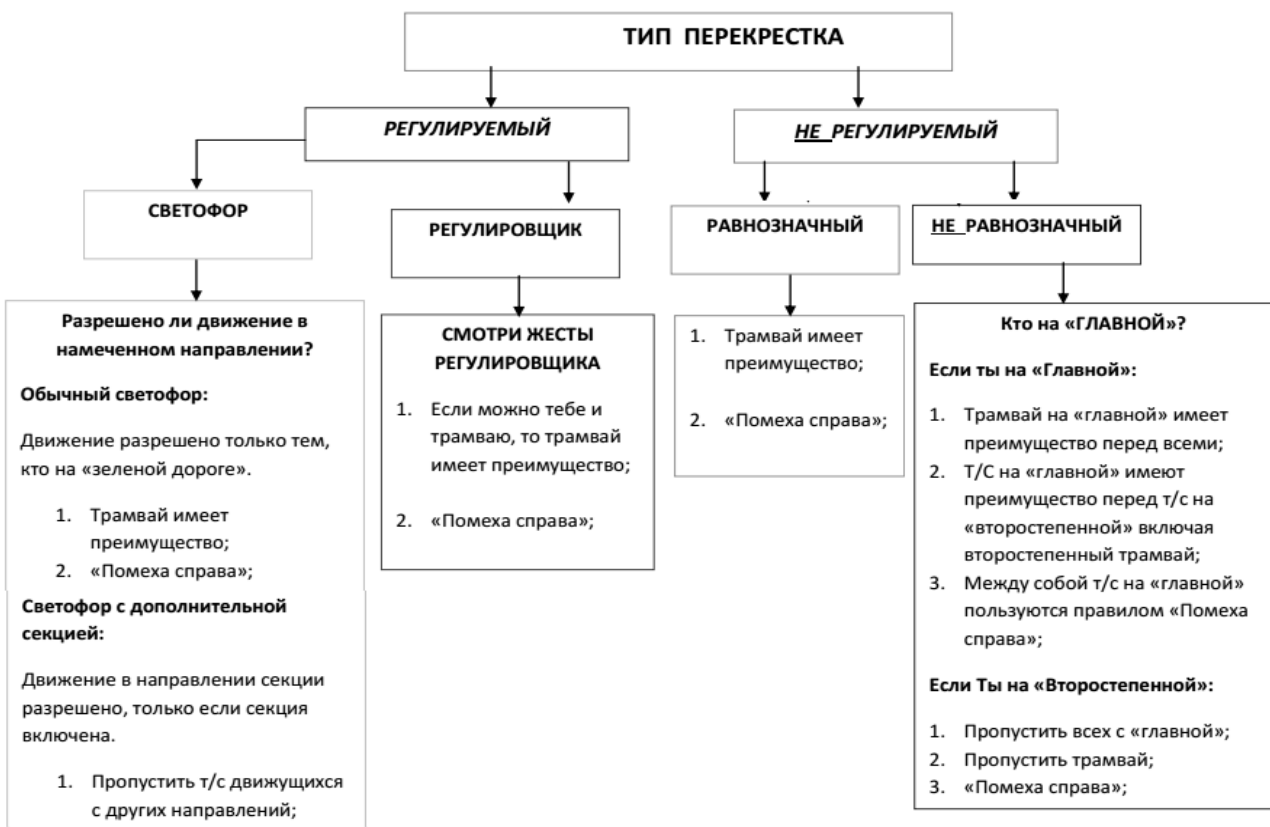 ТИП ПЕРЕКРЕСТКА
РЕГУЛИРУЕМЫЙ
НЕ РЕГУЛИРУЕМЫЙ
СВЕТОФОР
РЕГУЛИРОВЩИК
РАВНОЗНАЧНЫЙ
НЕ РАВНОЗНАЧНЫЙ
Разрешено ли движение в
намеченном направлении?
Обычный светофор:
Движение разрешено только тем,
кто на «зеленой дороге».
1. Трамвай имеет
преимущество;
2. «Помеха справа»;
Светофор с дополнительной
секцией:
Движение в направлении секции
разрешено, только если секция
включена.
1. Пропустить т/с движущихся
с других направлений;
СМОТРИ ЖЕСТЫ
РЕГУЛИРОВЩИКА
1. Если можно тебе и
трамваю, то трамвай
имеет преимущество;
2. «Помеха справа»;
1. Трамвай имеет
преимущество;
2. «Помеха справа»;
Кто на «ГЛАВНОЙ»?
Если ты на «Главной»:
1. Трамвай на «главной» имеет
преимущество перед всеми;
2. Т/С на «главной» имеют
преимущество перед т/с на
«второстепенной» включая
второстепенный трамвай;
3. Между собой т/с на «главной»
пользуются правилом «Помеха
справа»;
Если Ты на «Второстепенной»:
1. Пропустить всех с «главной»;
2. Пропустить трамвай;
3. «Помеха справа»;